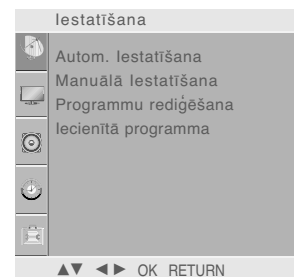 Iestatīšana
Autom. Iestatīšana
Manuālā Iestatīšana
Programmu rediģēšana
Iecienītā programma
▲▼ ◄► OK RETURN